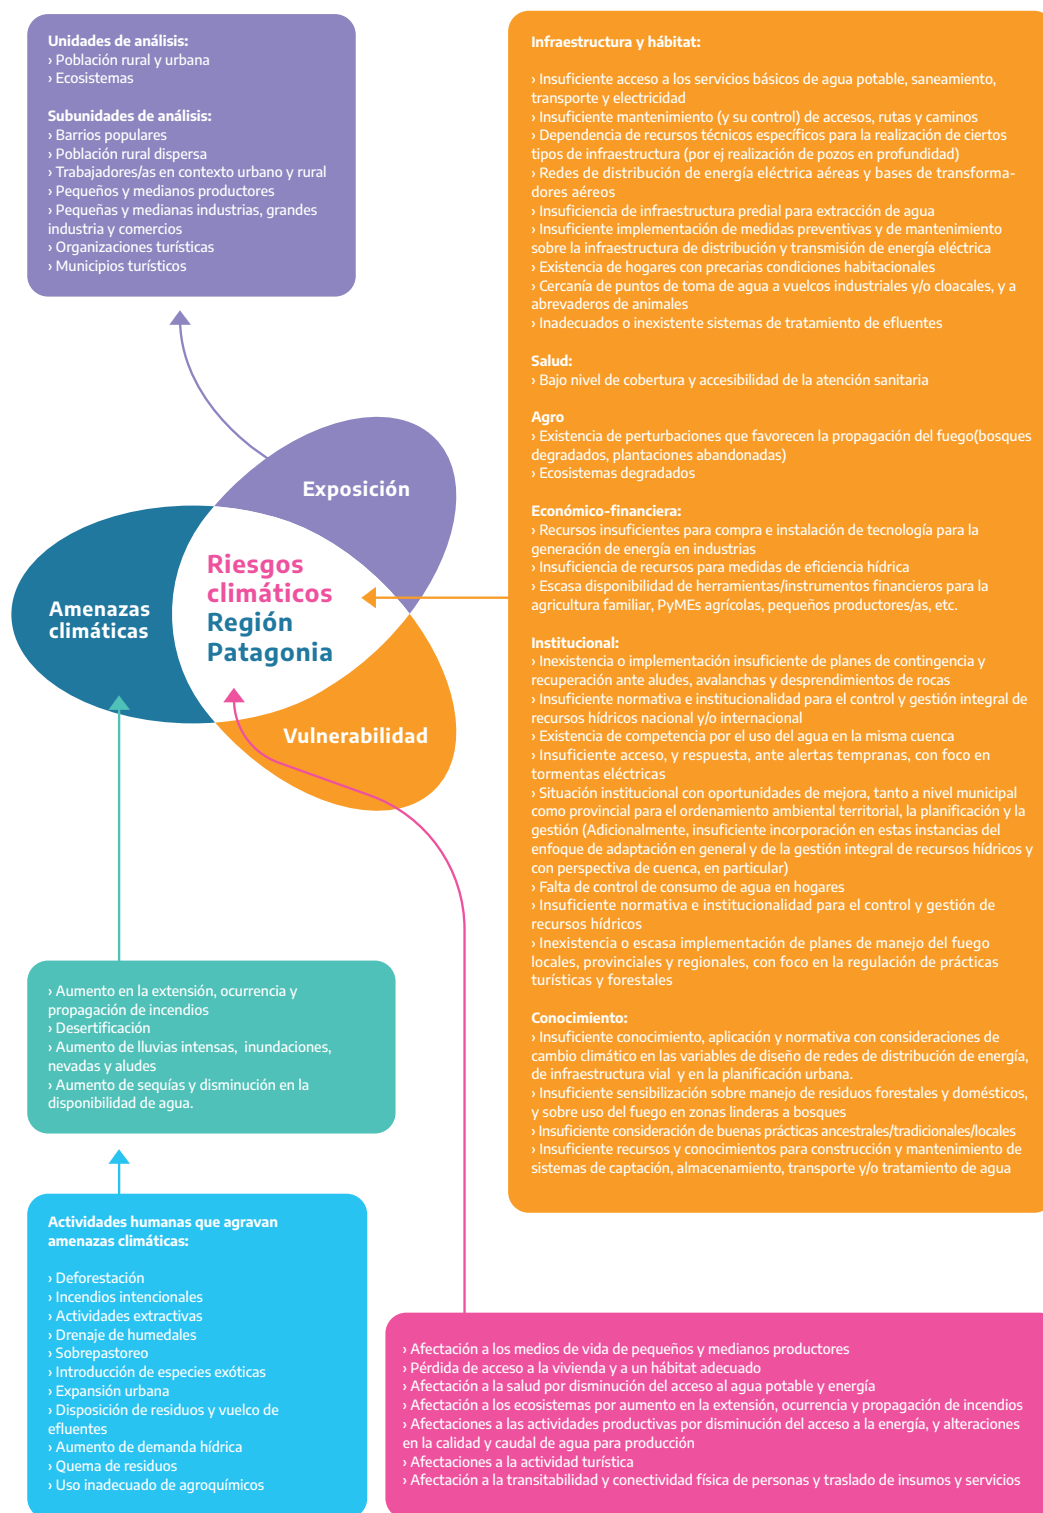 Unidades de análisis:
› Población rural y urbana
› Ecosistemas
Subunidades de análisis:
› Barrios populares
› Población rural dispersa
› Trabajadores/as en contexto urbano y rural
› Pequeños y medianos productores
› Pequeñas y medianas industrias, grandes
industria y comercios
› Organizaciones turísticas
› Municipios turísticos
Exposición
Amenazas
climáticas
Riesgos
climáticos
Región
Patagonia
Vulnerabilidad
› Aumento en la extensión, ocurrencia y
propagación de incendios
› Desertificación
› Aumento de lluvias intensas, inundaciones,
nevadas y aludes
› Aumento de sequías y disminución en la
disponibilidad de agua.
Actividades humanas que agravan
amenazas climáticas:
› Deforestación
› Incendios intencionales
› Actividades extractivas
› Drenaje de humedales
› Sobrepastoreo
› Introducción de especies exóticas
› Expansión urbana
› Disposición de residuos y vuelco de
efluentes
› Aumento de demanda hídrica
› Quema de residuos
› Uso inadecuado de agroquímicos
Infraestructura y hábitat:
› Insuficiente acceso a los servicios básicos de agua potable, saneamiento,
transporte y electricidad
› Insuficiente mantenimiento (y su control) de accesos, rutas y caminos
› Dependencia de recursos técnicos específicos para la realización de ciertos
tipos de infraestructura (por ej realización de pozos en profundidad)
› Redes de distribución de energía eléctrica aéreas y bases de transforma-
dores aéreos
› Insuficiencia de infraestructura predial para extracción de agua
› Insuficiente implementación de medidas preventivas y de mantenimiento
sobre la infraestructura de distribución y transmisión de energía eléctrica
› Existencia de hogares con precarias condiciones habitacionales
› Cercanía de puntos de toma de agua a vuelcos industriales y/o cloacales, y a
abrevaderos de animales
› Inadecuados o inexistente sistemas de tratamiento de efluentes
Salud:
› Bajo nivel de cobertura y accesibilidad de la atención sanitaria
Agro
› Existencia de perturbaciones que favorecen la propagación del fuego(bosques
degradados, plantaciones abandonadas)
› Ecosistemas degradados
Económico-financiera:
› Recursos insuficientes para compra e instalación de tecnología para la
generación de energía en industrias
› Insuficiencia de recursos para medidas de eficiencia hídrica
› Escasa disponibilidad de herramientas/instrumentos financieros para la
agricultura familiar, PyMEs agrícolas, pequeños productores/as, etc.
Institucional:
› Inexistencia o implementación insuficiente de planes de contingencia y
recuperación ante aludes, avalanchas y desprendimientos de rocas
› Insuficiente normativa e institucionalidad para el control y gestión integral de
recursos hídricos nacional y/o internacional
› Existencia de competencia por el uso del agua en la misma cuenca
› Insuficiente acceso, y respuesta, ante alertas tempranas, con foco en
tormentas eléctricas
› Situación institucional con oportunidades de mejora, tanto a nivel municipal
como provincial para el ordenamiento ambiental territorial, la planificación y la
gestión (Adicionalmente, insuficiente incorporación en estas instancias del
enfoque de adaptación en general y de la gestión integral de recursos hídricos y
con perspectiva de cuenca, en particular)
› Falta de control de consumo de agua en hogares
› Insuficiente normativa e institucionalidad para el control y gestión de
recursos hídricos
› Inexistencia o escasa implementación de planes de manejo del fuego
locales, provinciales y regionales, con foco en la regulación de prácticas
turísticas y forestales
Conocimiento:
› Insuficiente conocimiento, aplicación y normativa con consideraciones de
cambio climático en las variables de diseño de redes de distribución de energía,
de infraestructura vial y en la planificación urbana.
› Insuficiente sensibilización sobre manejo de residuos forestales y domésticos,
y sobre uso del fuego en zonas linderas a bosques
› Insuficiente consideración de buenas prácticas ancestrales/tradicionales/locales
› Insuficiente recursos y conocimientos para construcción y mantenimiento de
sistemas de captación, almacenamiento, transporte y/o tratamiento de agua
› Afectación a los medios de vida de pequeños y medianos productores
› Pérdida de acceso a la vivienda y a un hábitat adecuado
› Afectación a la salud por disminución del acceso al agua potable y energía
› Afectación a los ecosistemas por aumento en la extensión, ocurrencia y propagación de incendios
› Afectaciones a las actividades productivas por disminución del acceso a la energía, y alteraciones
en la calidad y caudal de agua para producción
› Afectaciones a la actividad turística
› Afectación a la transitabilidad y conectividad física de personas y traslado de insumos y servicios